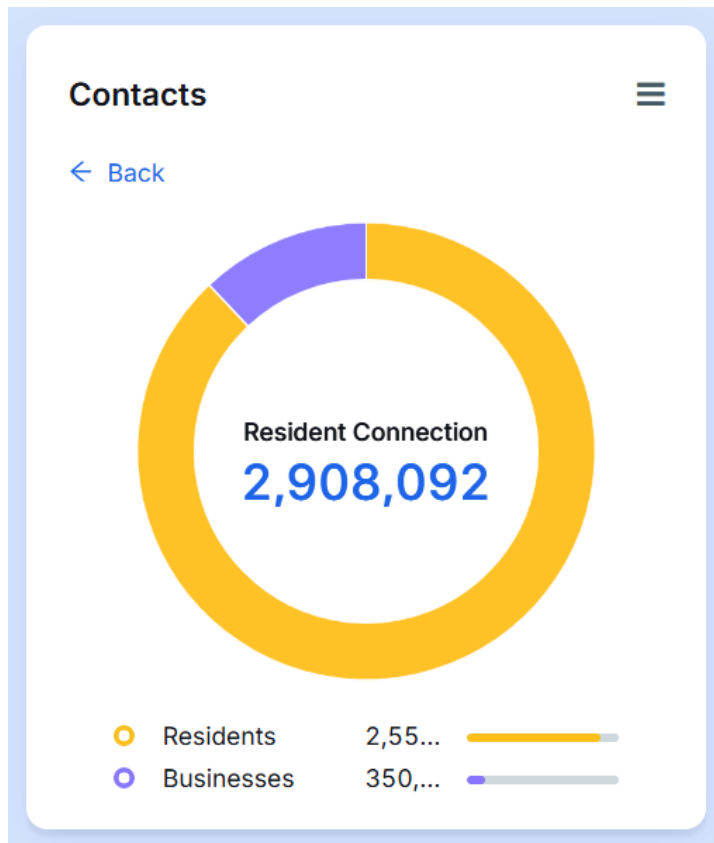 Contacts
Back
Resident Connection
2,908,092
Residents 2,55...
Businesses 350,...